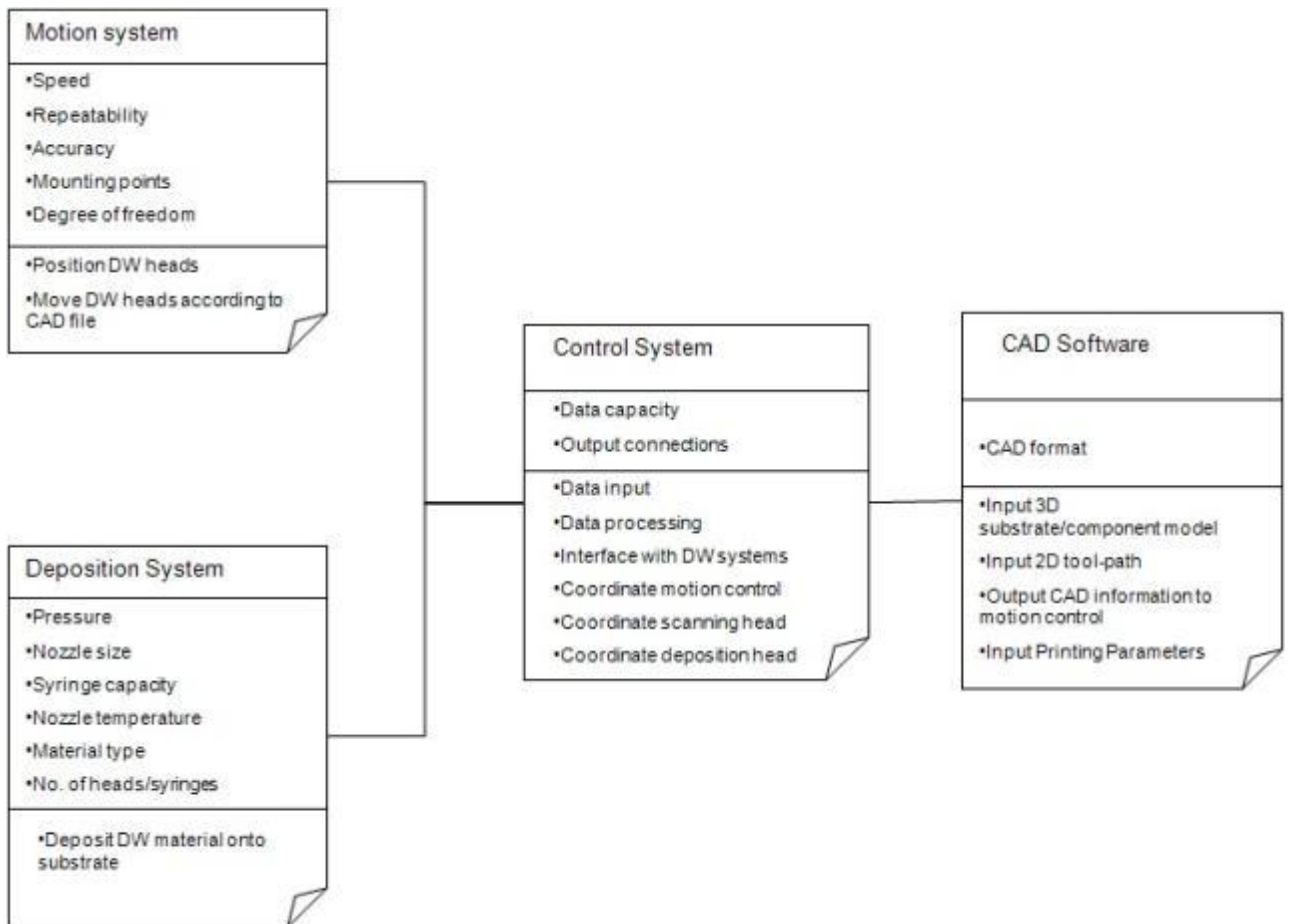 Motion system
•Speed
•Repeatability
•Accuracy
•Mounting points
•Degree of freedom
•Position DW heads
•Move DW heads according to
CAD file
Deposition System
•Pressure
•Nozzle size
•Syringe capacity
•Nozzle temperature
•Material type
•No. of heads/syringes
•Deposit DW material onto
substrate
Control System
•Data capacity
•Output connections
•Data input
•Data processing
•Interface with DW systems
•Coordinate motion control
•Coordinate scanning head
•Coordinate deposition head
CAD Software
•CAD format
•Input 3D
substrate/component model
•Input 2D tool-path
•Output CAD information to
motion control
•Input Printing Parameters